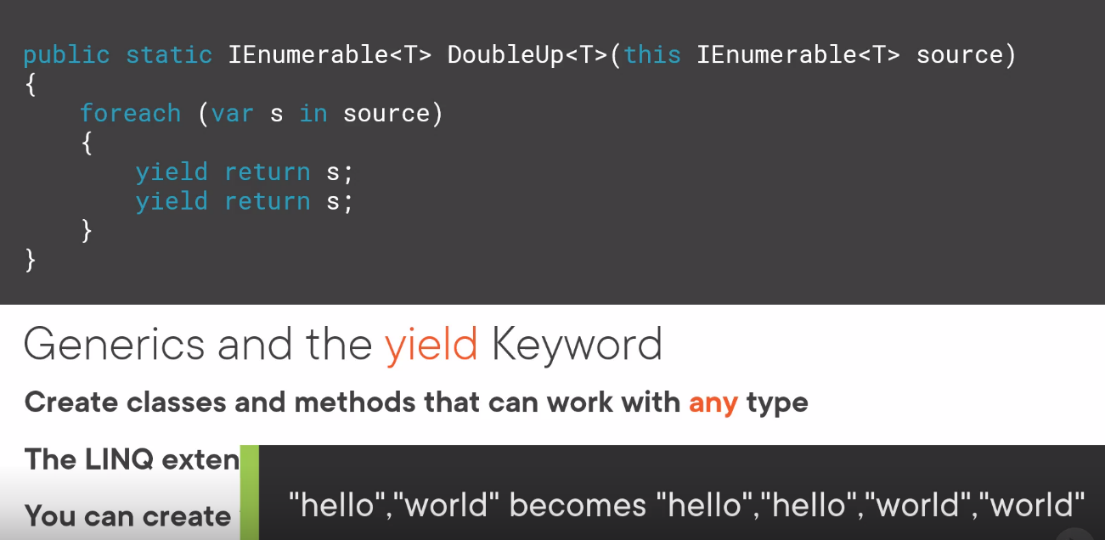 public static IEnumerable<T> DoubleUp<T>(this IEnumerable<T> source)
{
    foreach (var s in source)
    {
        yield return s;
        yield return s;
    }
}
Generics and the yield Keyword
Create classes and methods that can work with any type
The LINQ exten
You can create
"hello","world" becomes "hello","hello","world","world"